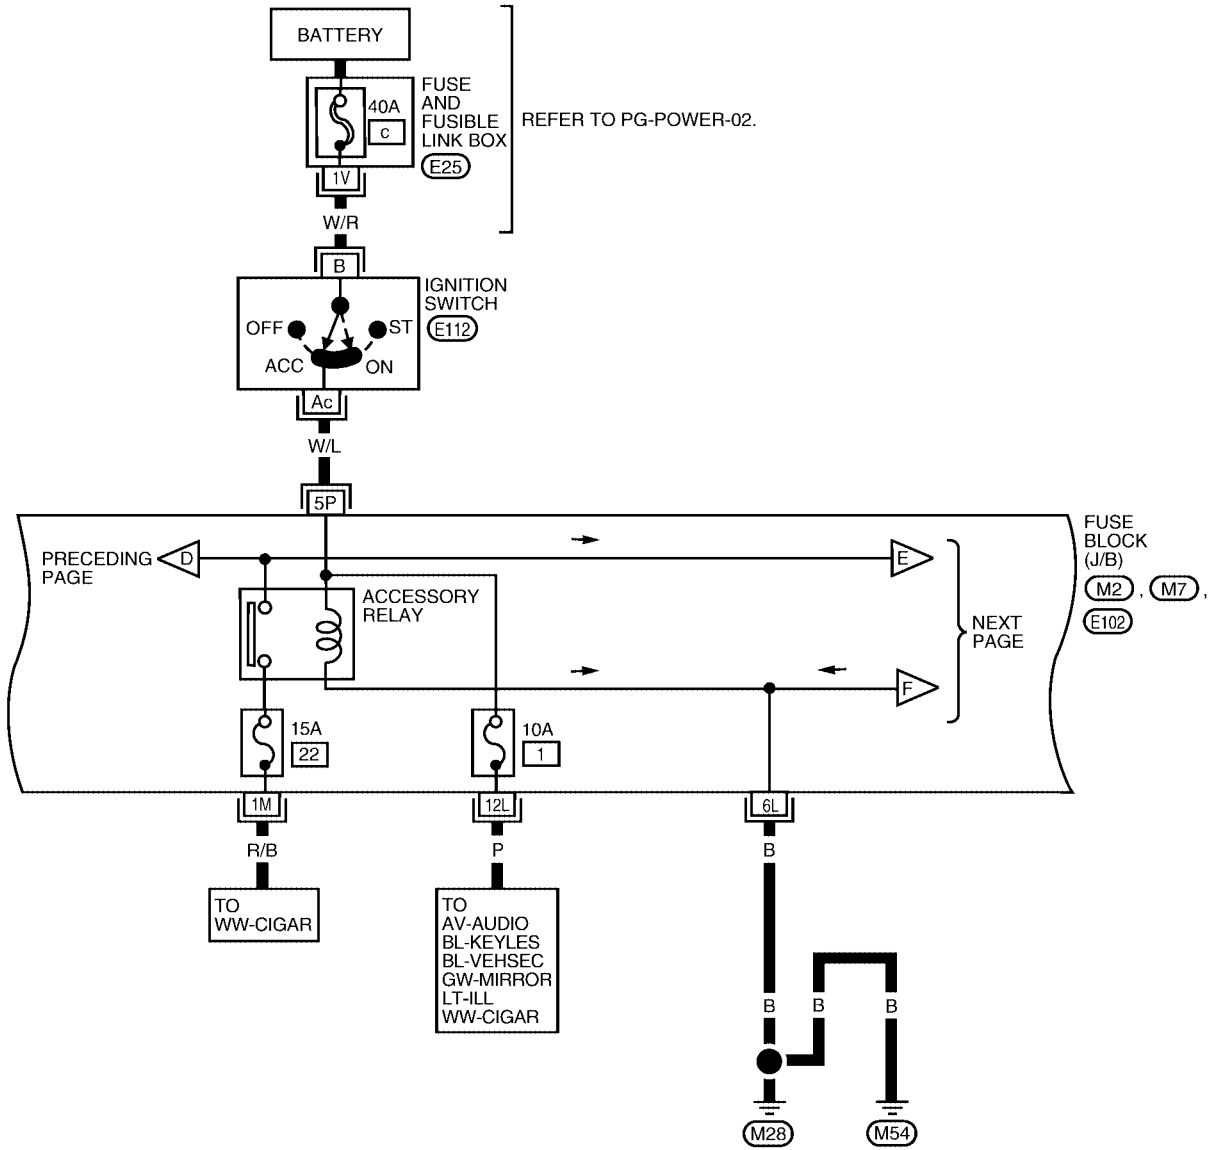 BATTERY
FUSE
AND
FUSIBLE
LINK BOX
40A
c
E25
REFER TO PG-POWER-02.
1V
W/R
B
IGNITION
SWITCH
E112
OFF
ST
ACC
ON
Ac
W/L
5P
FUSE
BLOCK
(J/B)
M2 , M7 ,
E102
PRECEDING
PAGE
D
E
ACCESSORY
RELAY
NEXT
PAGE
F
15A
22
10A
1
1M
12L
6L
R/B
P
B
TO
WW-CIGAR
TO
AV-AUDIO
BL-KEYLES
BL-VEHSEC
GW-MIRROR
LT-ILL
WW-CIGAR
B
B
B
M28
M54